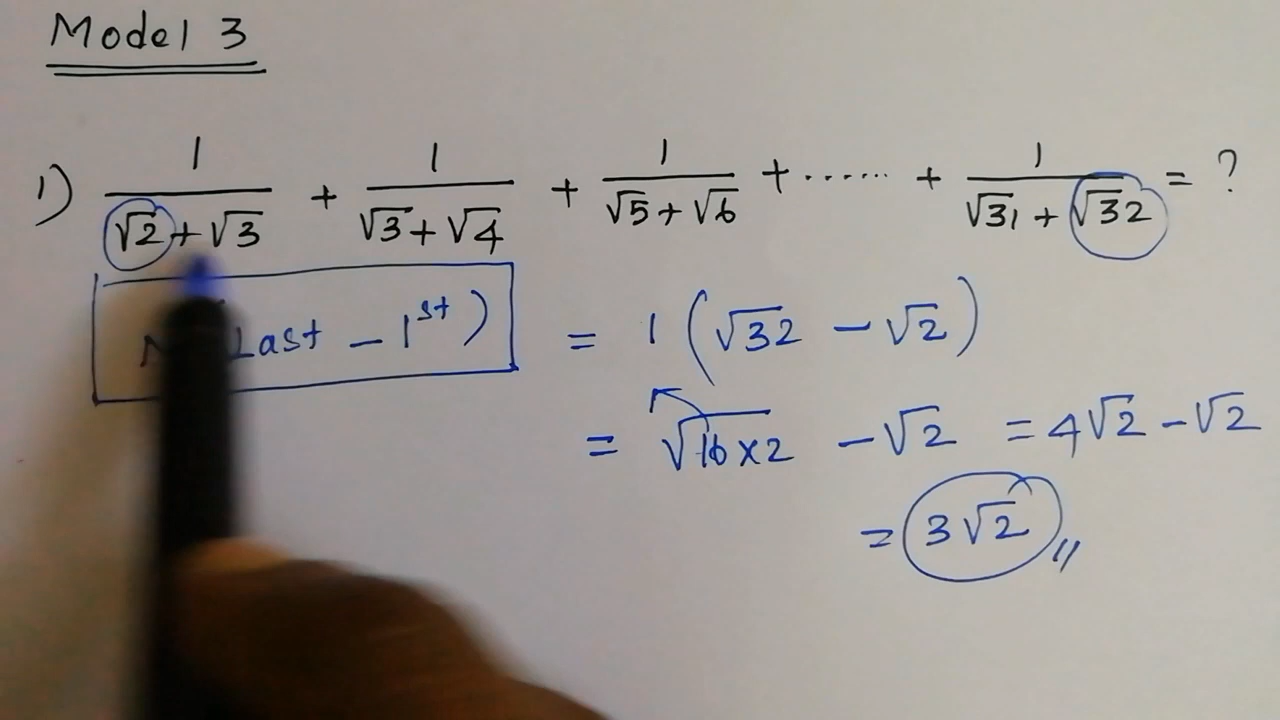 Model 3
1) 1/(√2 + √3) + 1/(√3 + √4) + 1/(√5 + √6) + ...... + 1/(√31 + √32) = ?
Last - 1st) = 1 (√32 - √2)
= √16×2 - √2 = 4√2 - √2
= 3√2 ,,